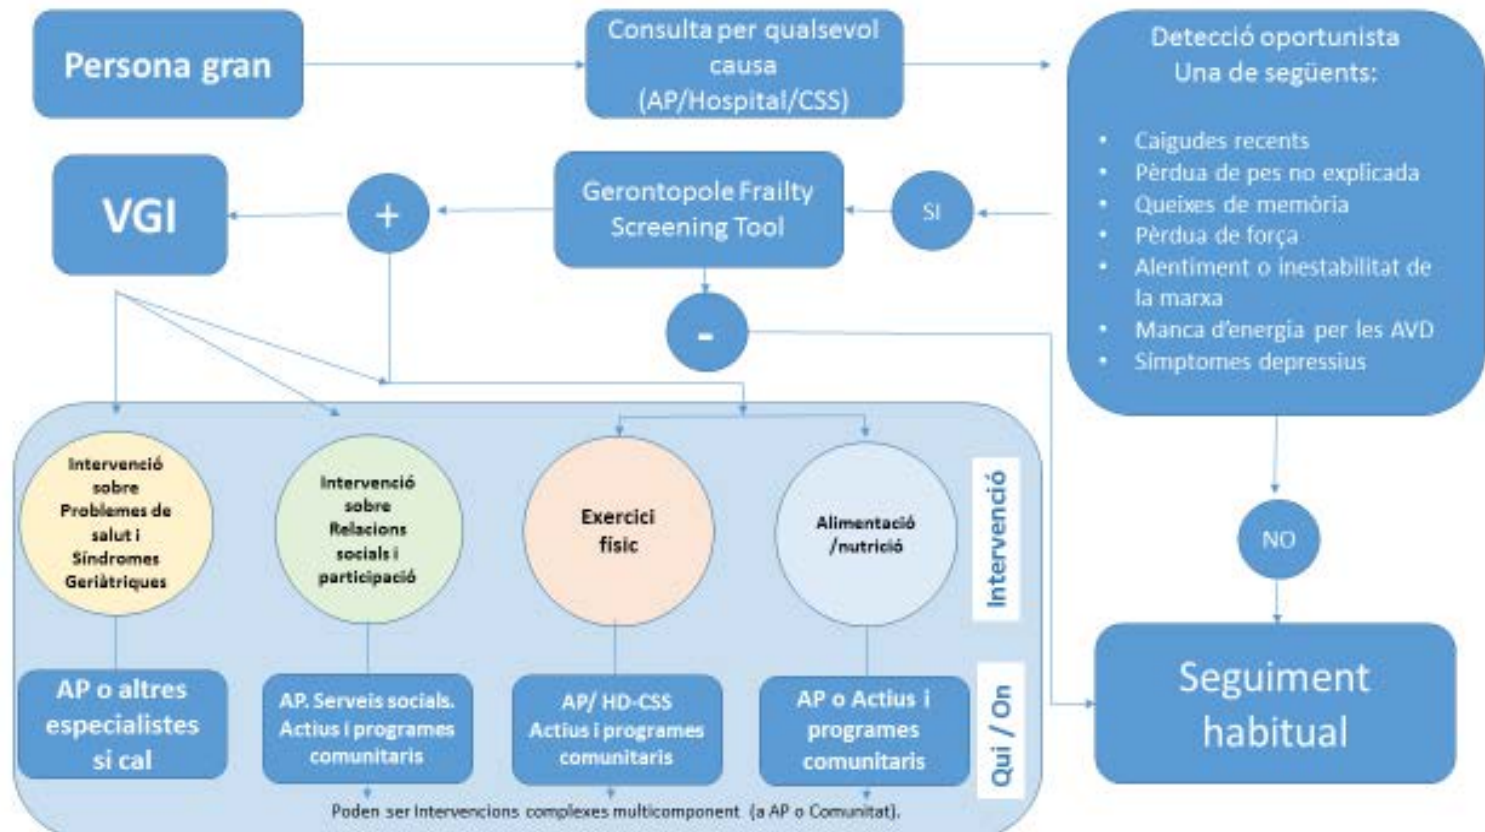 Persona gran
Consulta per qualsevol
causa
(AP/Hospital/CSS)
Detecció oportunista
Una de següents:
• Caigudes recents
• Pèrdua de pes no explicada
• Queixes de memòria
• Pèrdua de força
• Alentiment o inestabilitat de
la marxa
• Manca d'energia per les AVD
• Símptomes depressius
VGI
+
Gerontopole Frailty
Screening Tool
SI
-
NO
Seguiment
habitual
Intervenció
sobre
Problemes de
salut i
Síndromes
Geriàtriques
Intervenció
sobre
Relacions
socials i
participació
Exercici
físic
Alimentació
/nutrició
Intervenció
AP o altres
especialistes
si cal
AP. Serveis socials.
Actius i programes
comunitaris
AP/ HD-CSS
Actius i programes
comunitaris
AP o Actius i
programes
comunitaris
Qui / On
Poden ser Intervencions complexes multicomponent (a AP o Comunitat).